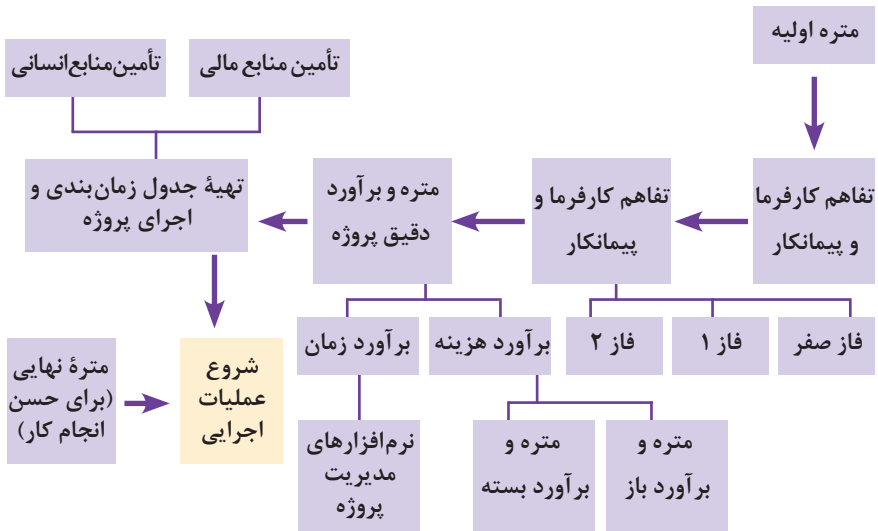 متره اولیه
تأمین منابع مالی
تأمین‌منابع‌انسانی
تفاهم کارفرما
و پیمانکار
تفاهم کارفرما و
پیمانکار
متره و برآورد
دقیق پروژه
تهیهٔ جدول زمان‌بندی و
اجرای پروژه
فاز صفر
فاز ۱
فاز ۲
برآورد هزینه
برآورد زمان
شروع
عملیات
اجرایی
مترهٔ نهایی
(برای حسن
انجام کار)
متره و
برآورد باز
متره و
برآورد بسته
نرم‌افزارهای
مدیریت
پروژه